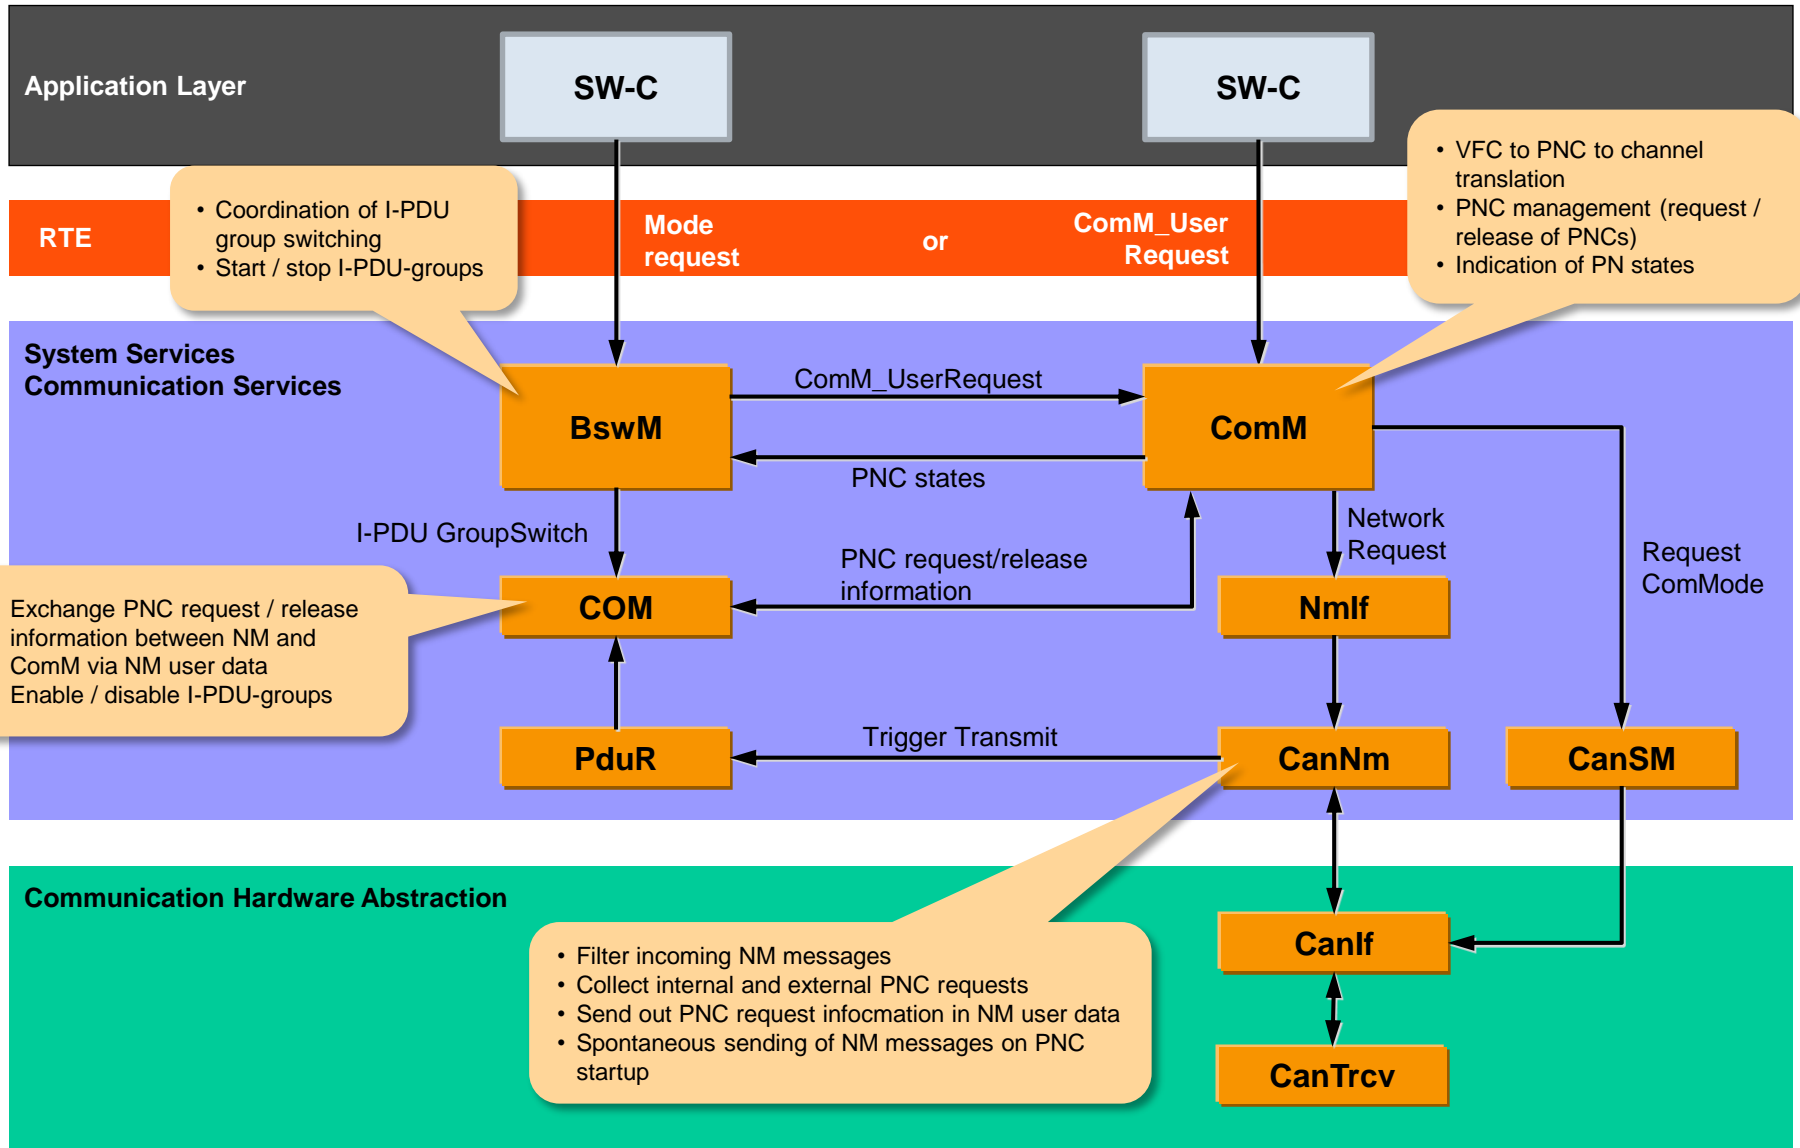 Application Layer
SW-C
SW-C
• VFC to PNC to channel
translation
• PNC management (request /
release of PNCs)
• Indication of PN states
RTE
• Coordination of I-PDU
group switching
• Start / stop I-PDU-groups
Mode
request
or
ComM_User
Request
System Services
Communication Services
BswM
ComM_UserRequest
ComM
PNC states
I-PDU GroupSwitch
Network
Request
Request
ComMode
PNC request/release
information
Exchange PNC request / release
information between NM and
ComM via NM user data
Enable / disable I-PDU-groups
COM
NmIf
PduR
Trigger Transmit
CanNm
CanSM
Communication Hardware Abstraction
• Filter incoming NM messages
• Collect internal and external PNC requests
• Send out PNC request infocmation in NM user data
• Spontaneous sending of NM messages on PNC
startup
CanIf
CanTrcv